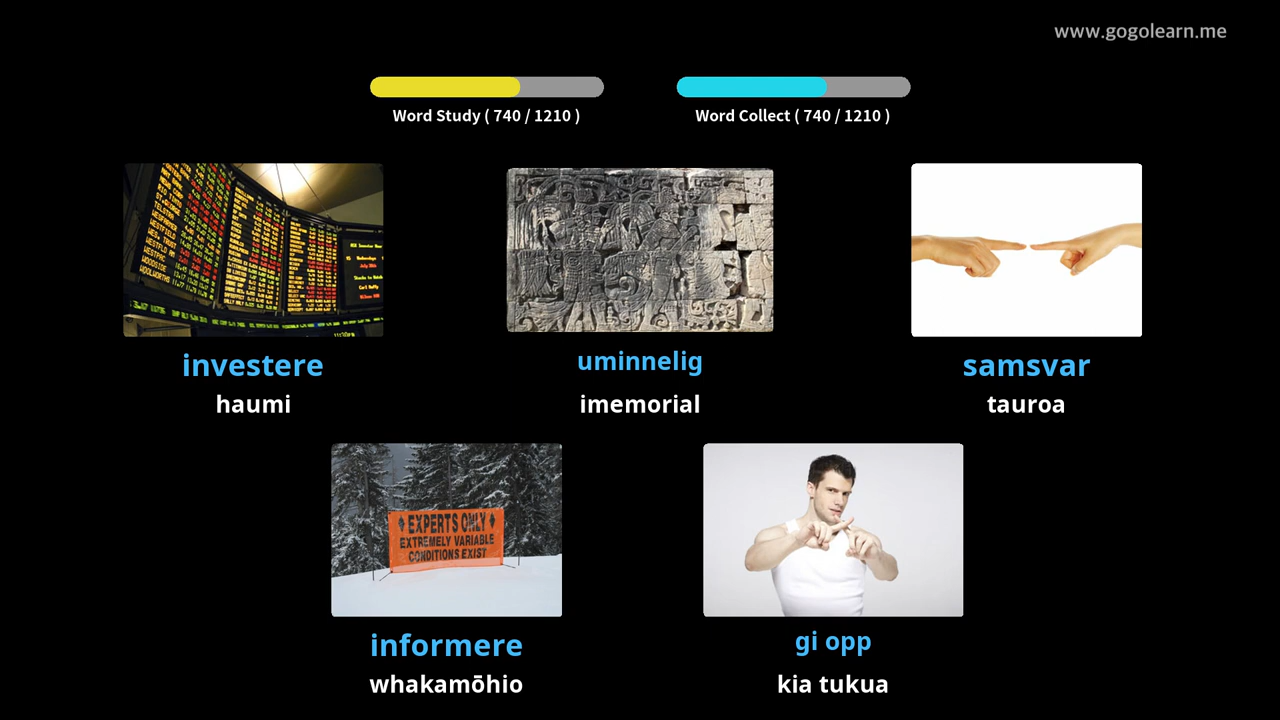 www.gogolearn.me
Word Study ( 740 / 1210 )
Word Collect ( 740 / 1210 )
investere
haumi
uminnelig
imemorial
samsvar
tauroa
EXPERTS ONLY
EXTREMELY VARIABLE
CONDITIONS EXIST
informere
whakamōhio
gi opp
kia tukua